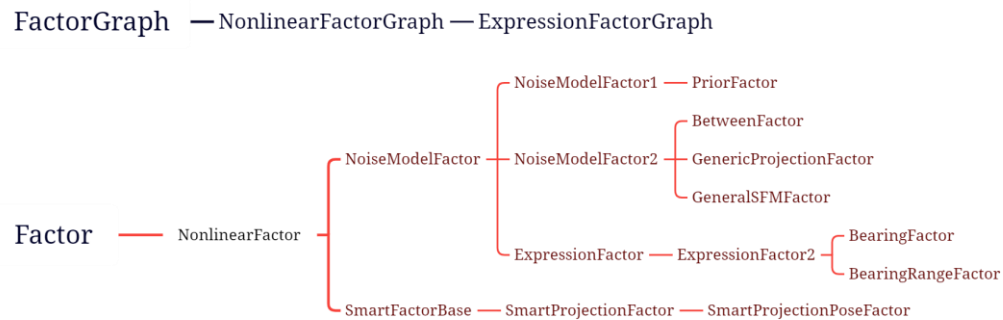 FactorGraph NonlinearFactorGraph ExpressionFactorGraph
NoiseModelFactor1 PriorFactor
BetweenFactor
NoiseModelFactor NoiseModelFactor2 GenericProjectionFactor
GeneralSFMFactor
Factor NonlinearFactor BearingFactor
ExpressionFactor ExpressionFactor2
BearingRangeFactor
SmartFactorBase SmartProjectionFactor SmartProjectionPoseFactor